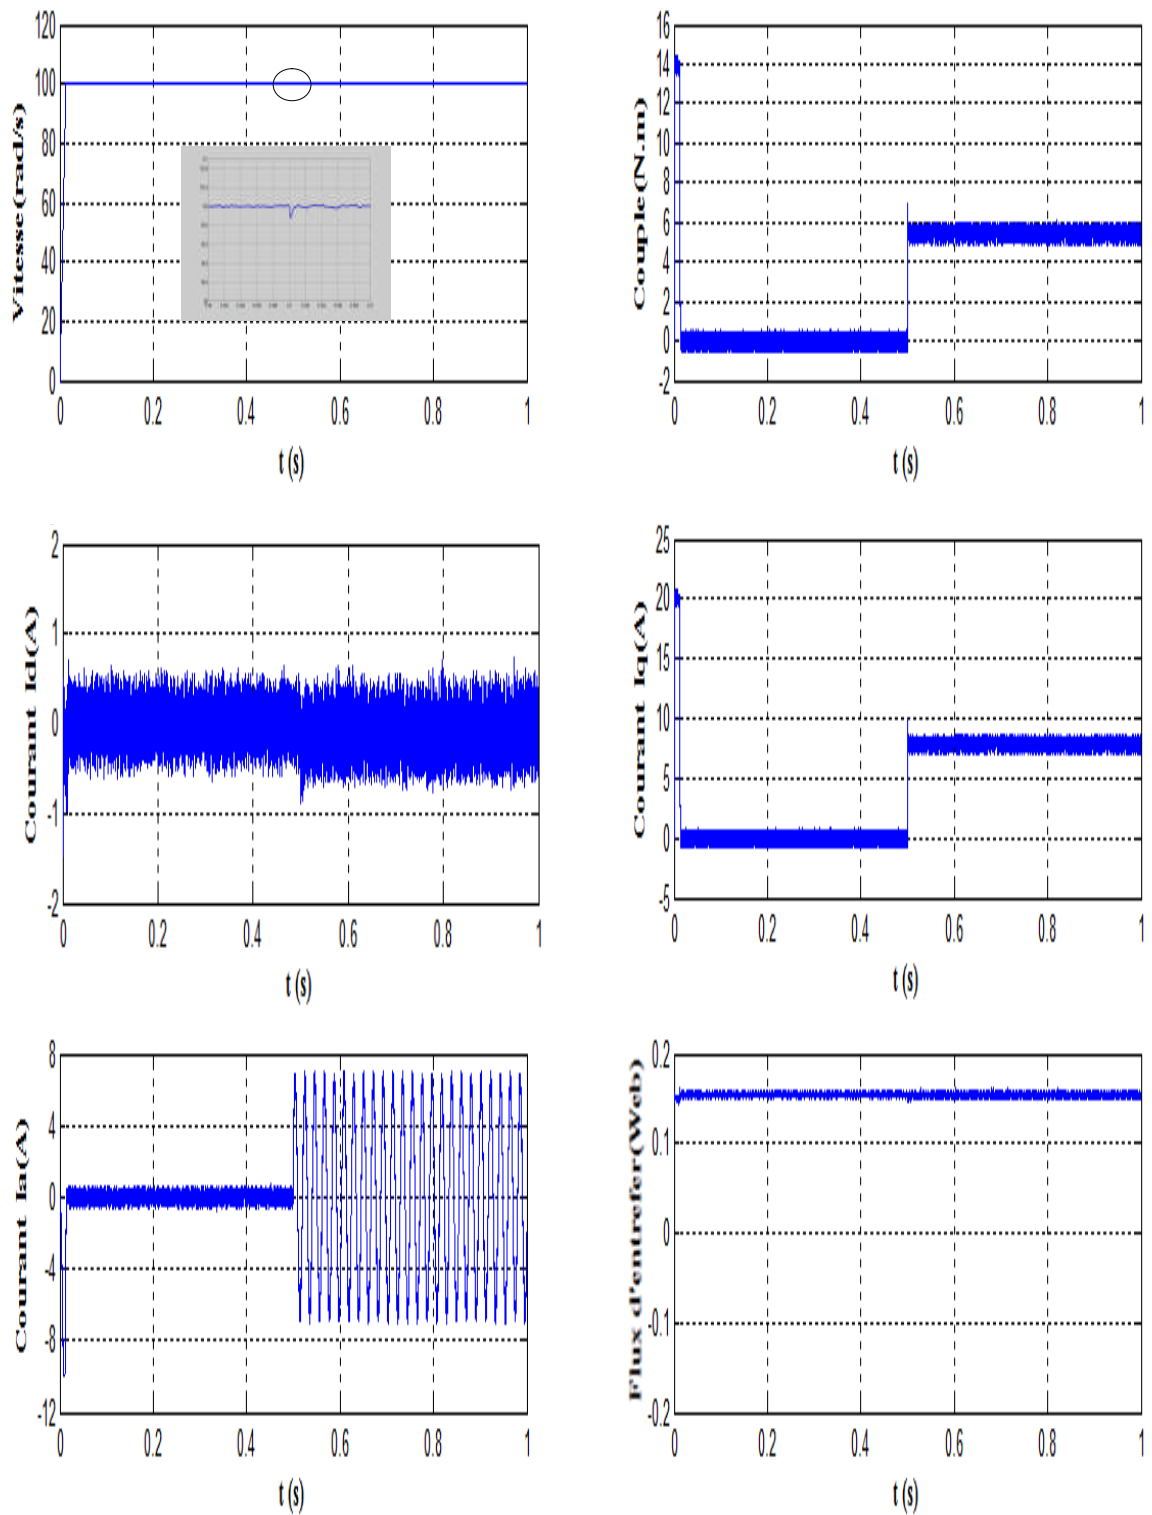 120
100
80
60
40
20
0
Vitesse(rad/s)
0 0.2 0.4 0.6 0.8 1
t (s)
16
14
12
10
8
6
4
2
0
-2
Couple(N.m)
0 0.2 0.4 0.6 0.8 1
t (s)
2
1
0
-1
-2
Courant Id(A)
0 0.2 0.4 0.6 0.8 1
t (s)
25
20
15
10
5
0
-5
Courant Iq(A)
0 0.2 0.4 0.6 0.8 1
t (s)
8
4
0
-4
-8
-12
Courant Ia(A)
0 0.2 0.4 0.6 0.8 1
t (s)
0.2
0.1
0
-0.1
-0.2
Flux d'entrefer(Web)
0 0.2 0.4 0.6 0.8 1
t (s)